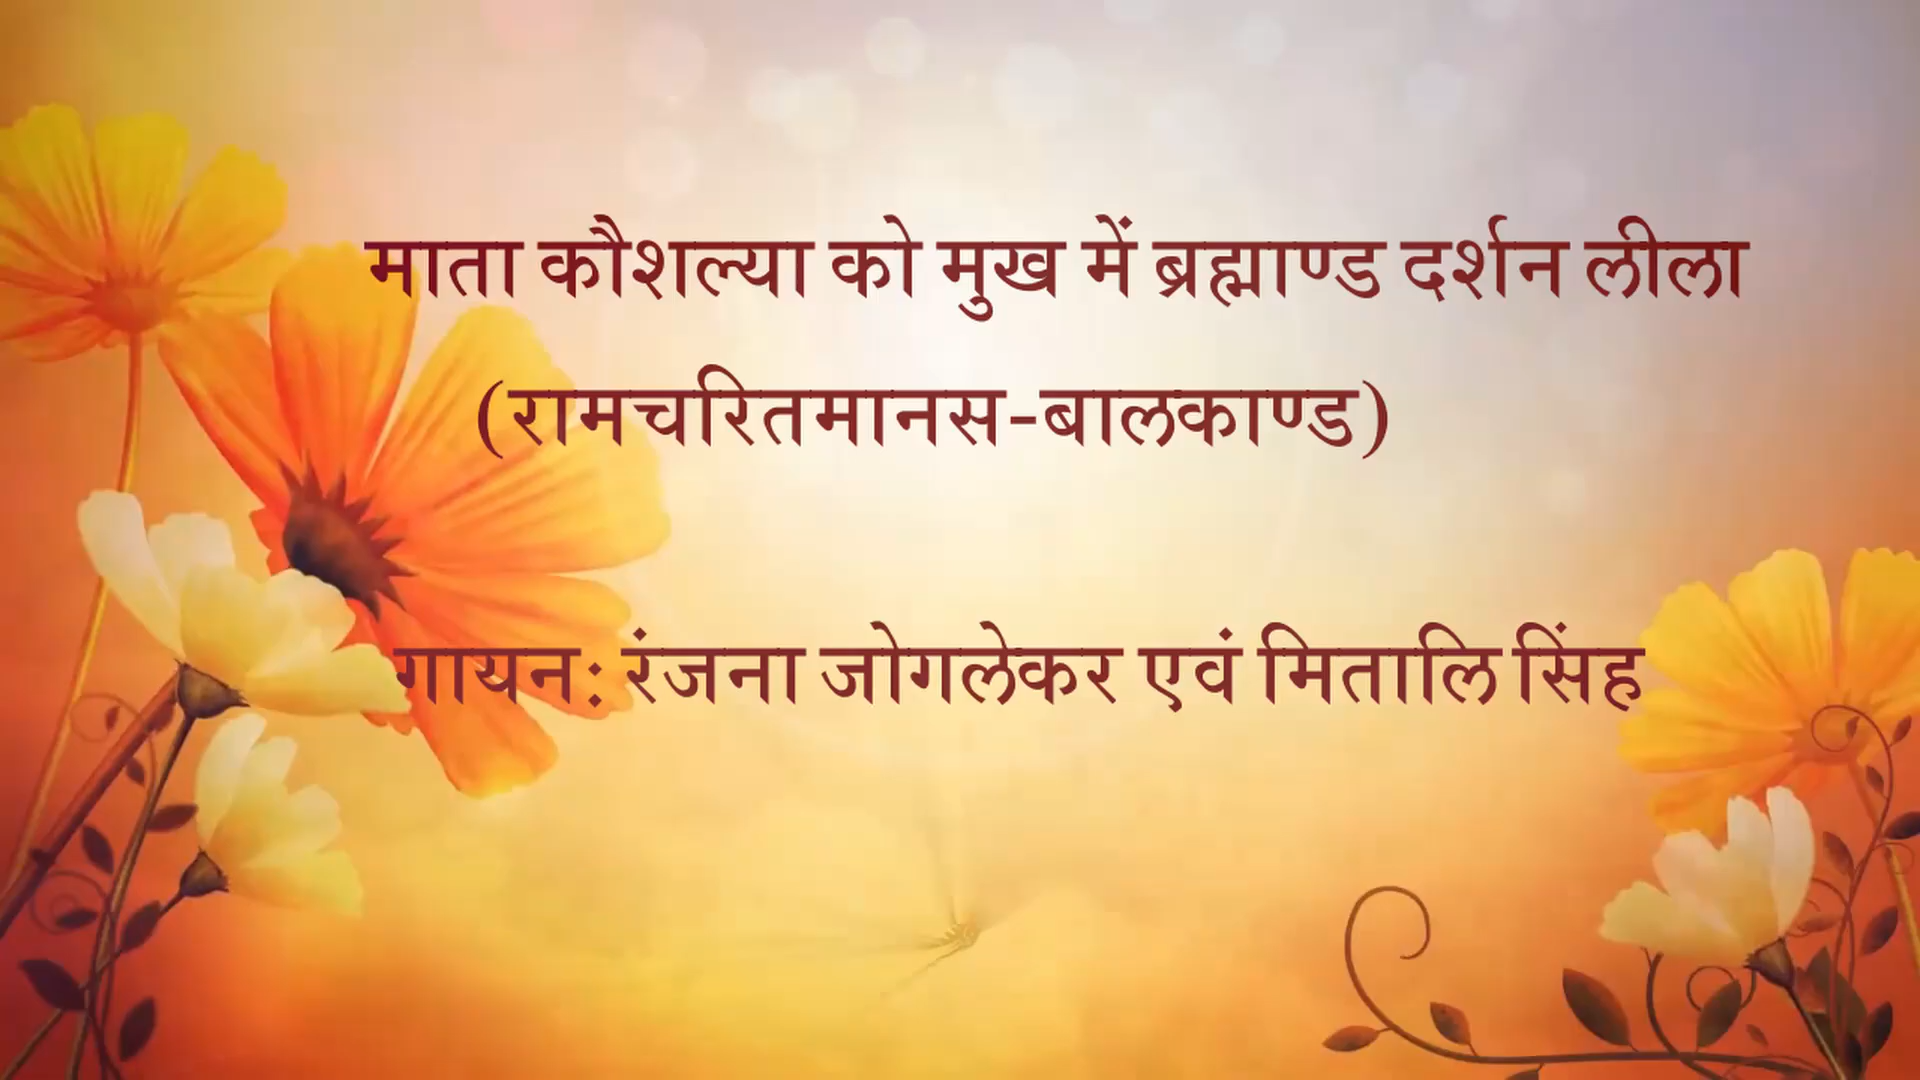 माता कौशल्या को मुख में ब्रह्माण्ड दर्शन लीला
(रामचरितमानस-बालकाण्ड)
गायन: रंजना जोगलेकर एवं मितालि सिंह